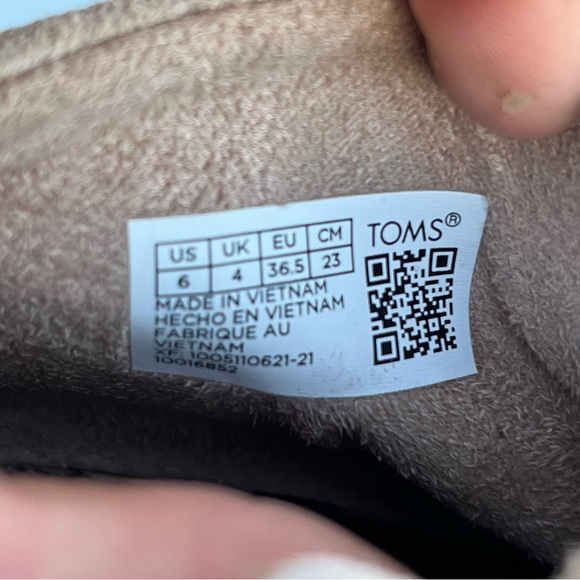 US UK EU CM TOMS®
6 4 36.5 23
MADE IN VIETNAM
HECHO EN VIETNAM
FABRIQUE AU
VIETNAM
XF: 1005110621-21
10016852